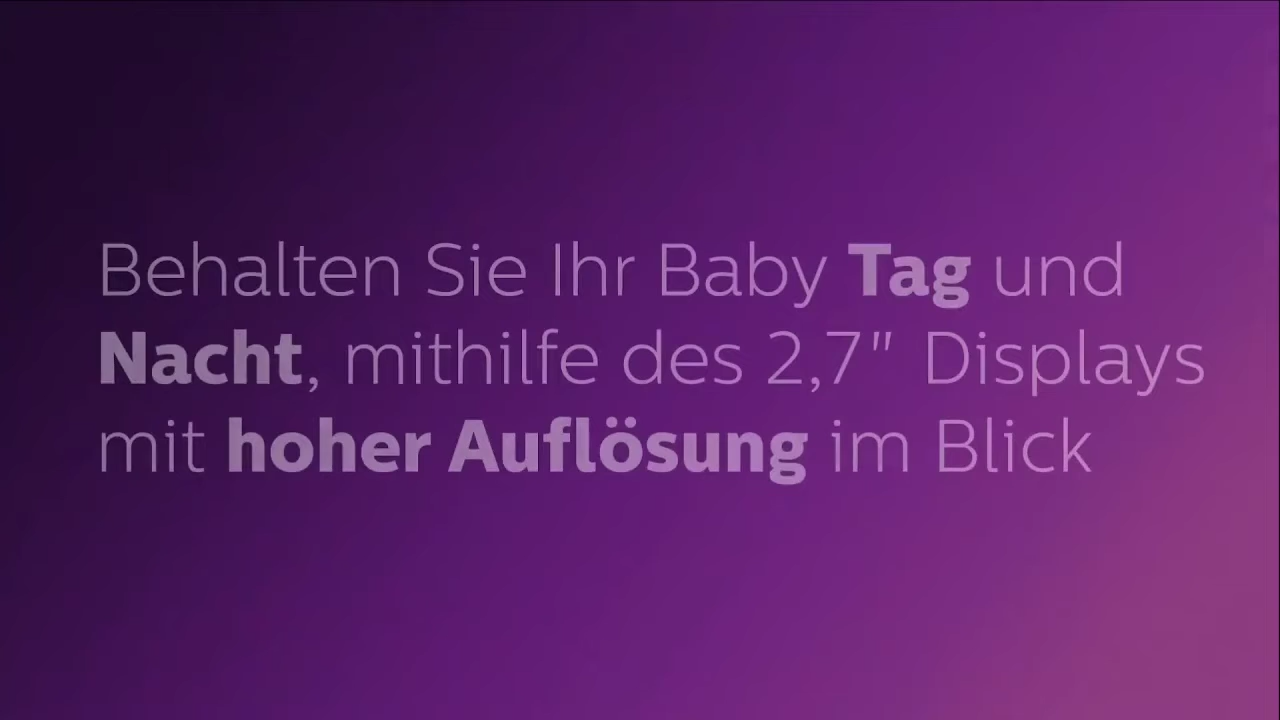 Behalten Sie Ihr Baby Tag und
Nacht, mithilfe des 2,7" Displays
mit hoher Auflösung im Blick